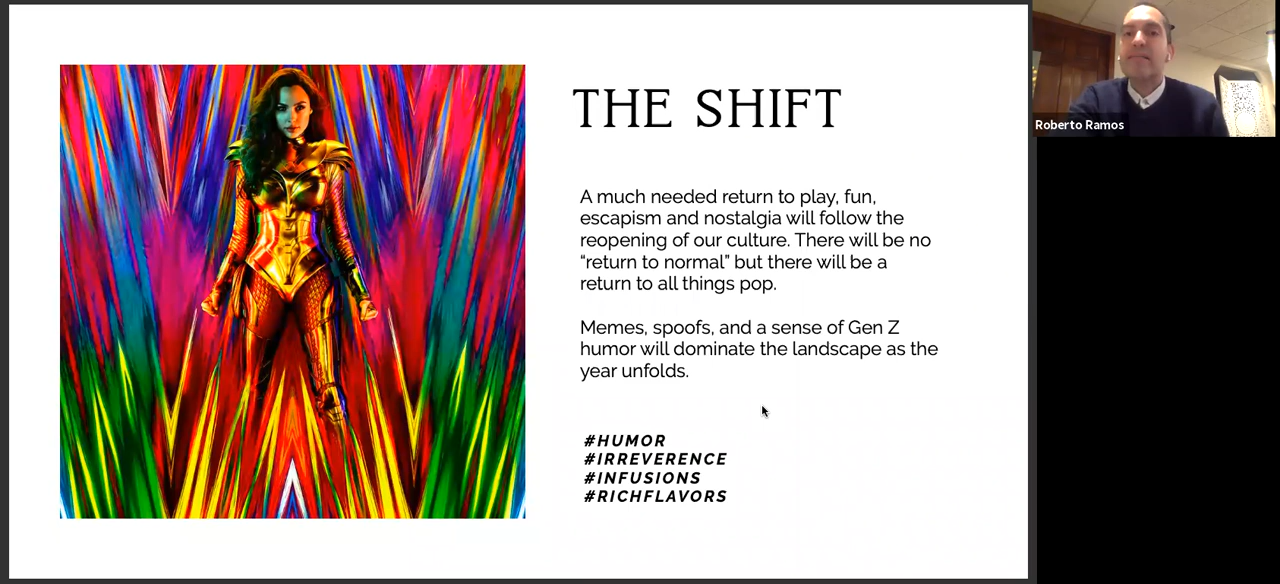 THE SHIFT
A much needed return to play, fun,
escapism and nostalgia will follow the
reopening of our culture. There will be no
“return to normal” but there will be a
return to all things pop.
Memes, spoofs, and a sense of Gen Z
humor will dominate the landscape as the
year unfolds.
#HUMOR
#IRREVERENCE
#INFUSIONS
#RICHFLAVORS
Roberto Ramos